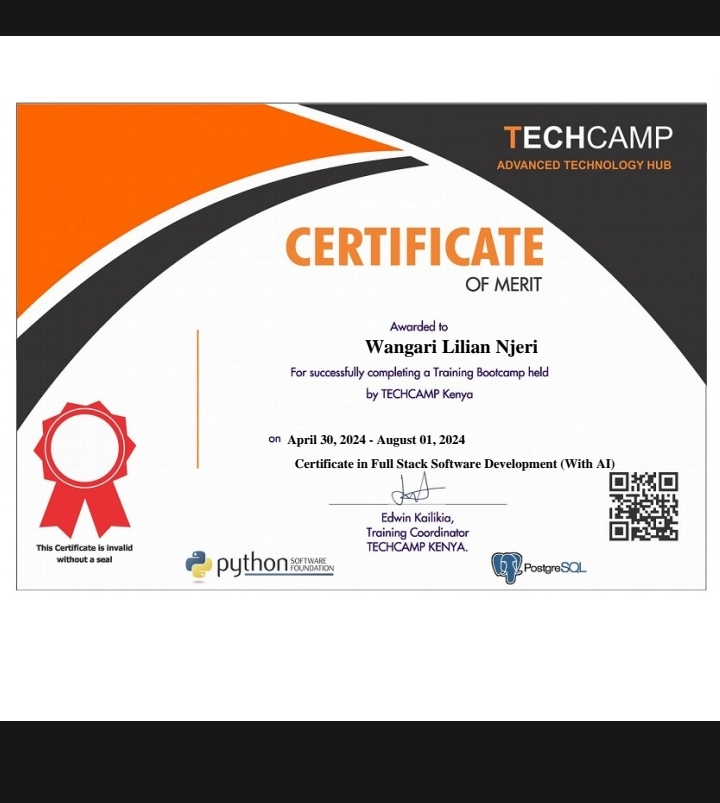 TECHCAMP
ADVANCED TECHNOLOGY HUB
CERTIFICATE
OF MERIT
Awarded to
Wangari Lilian Njeri
For successfully completing a Training Bootcamp held
by TECHCAMP Kenya
on April 30, 2024 - August 01, 2024
Certificate in Full Stack Software Development (With AI)
Edwin Kailikia,
Training Coordinator
TECHCAMP KENYA.
This Certificate is invalid
without a seal
python SOFTWARE
FOUNDATION
PostgreSQL